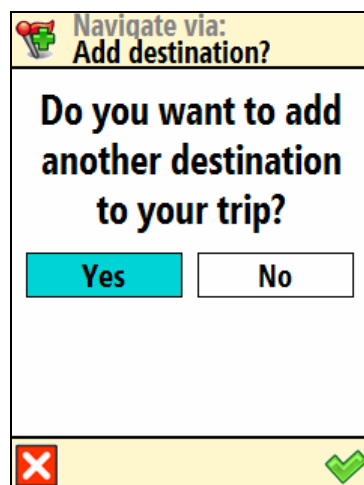 Navigate via:
Add destination?
Do you want to add
another destination
to your trip?
Yes
No